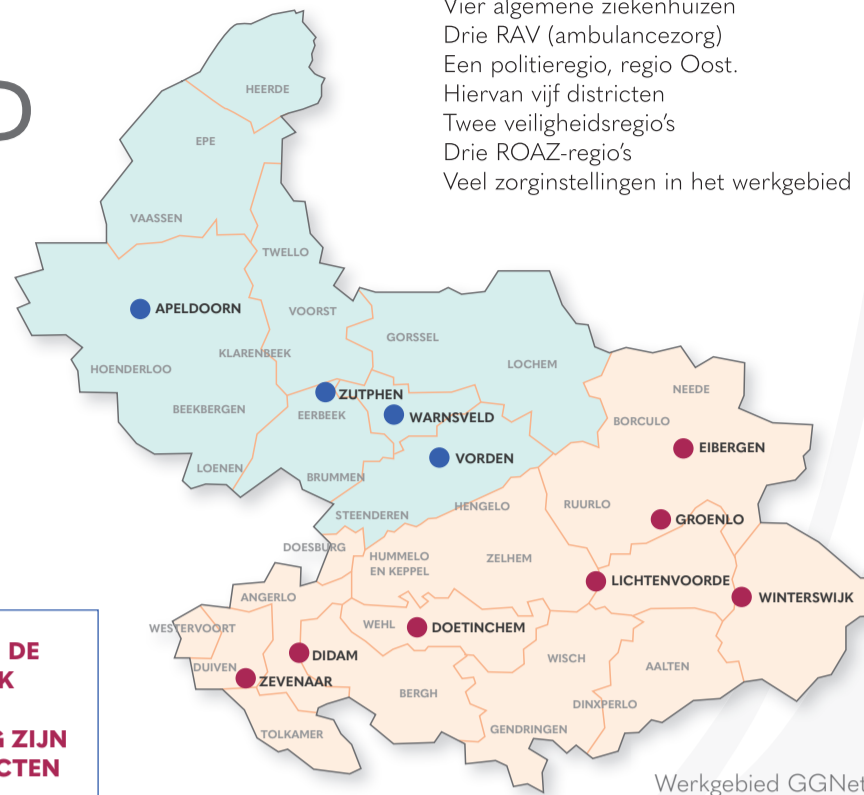 Vier algemene ziekenhuizen
Drie RAV (ambulancezorg)
Een politieregio, regio Oost.
Hiervan vijf districten
Twee veiligheidsregio's
Drie ROAZ-regio's
Veel zorginstellingen in het werkgebied
D
HEERDE
EPE
VAASSEN
TWELLO
APELDOORN
VOORST
GORSSEL
KLARENBEEK
HOENDERLOO
LOCHEM
ZUTPHEN
NEEDE
BEEKBERGEN
EERBEEK
WARNSVELD
BORCULO
EIBERGEN
VORDEN
LOENEN
BRUMMEN
HENGELO
RUURLO
STEENDEREN
GROENLO
DOESBURG
HUMMELO
EN KEPPEL
ZELHEM
LICHTENVOORDE
ANGERLO
WINTERSWIJK
WESTERVOORT
WEHL
DOETINCHEM
DIDAM
WISCH
DUIVEN
AALTEN
ZEVENAAR
BERGH
DINXPERLO
GENDRINGEN
TOLKAMER
DE
K
G ZIJN
CTEN
Werkgebied GGNet